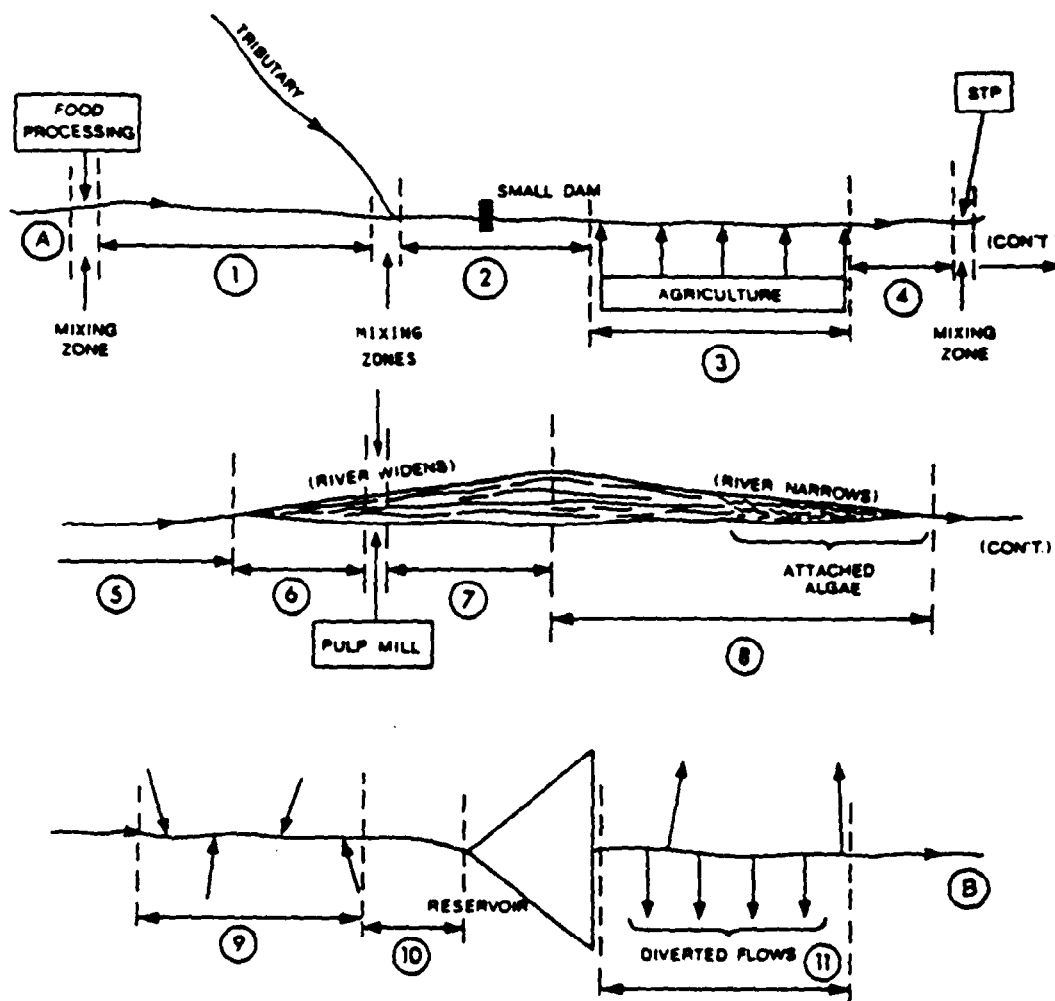 TRIBUTARY
FOOD
PROCESSING
STP
SMALL DAM
A
1
2
AGRICULTURE
3
4
(CON'T
MIXING
ZONE
MIXING
ZONES
MIXING
ZONE
(RIVER WIDENS)
(RIVER NARROWS)
(CON'T.)
ATTACHED
ALGAE
5
6
7
8
PULP MILL
RESERVOIR
B
9
10
DIVERTED FLOWS
11